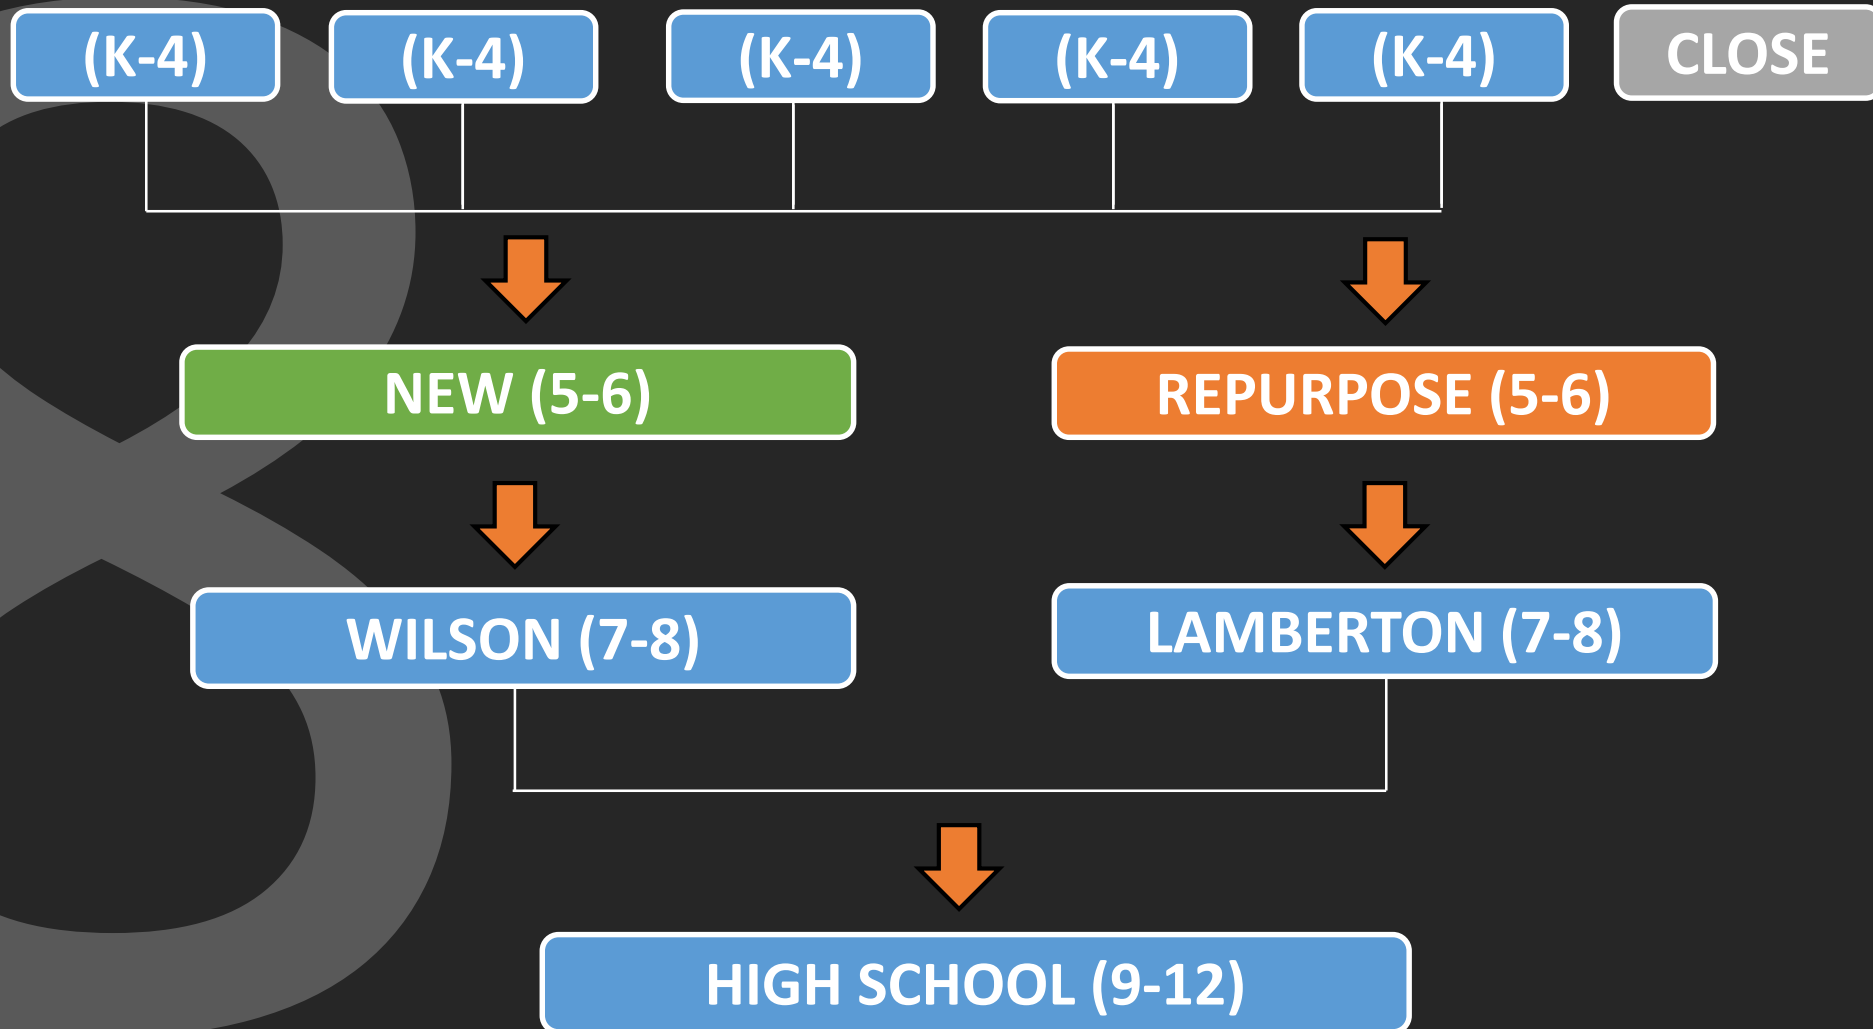 (K-4)
(K-4)
(K-4)
(K-4)
(K-4)
CLOSE
NEW (5-6)
REPURPOSE (5-6)
WILSON (7-8)
LAMBERTON (7-8)
HIGH SCHOOL (9-12)
8